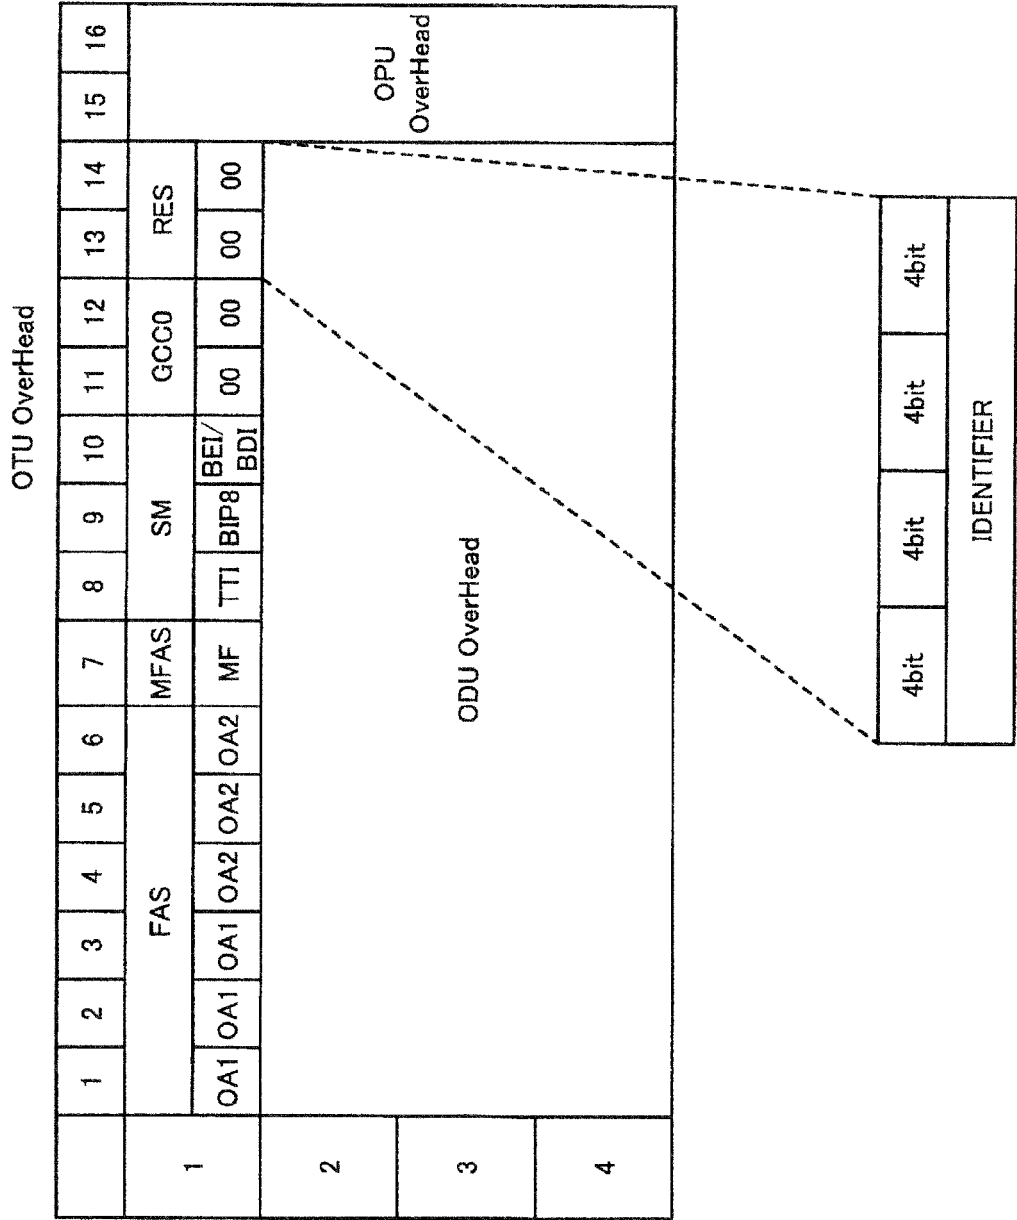 OTU OverHead
1 2 3 4 5 6 7 8 9 10 11 12 13 14 15 16
1 FAS MFAS SM GCC0 RES
OA1 OA1 OA1 OA2 OA2 OA2 MF TTI BIP8 BEI/ BDI 00 00 00 00
OPU
OverHead
2
3
4
ODU OverHead
4bit 4bit 4bit 4bit
IDENTIFIER